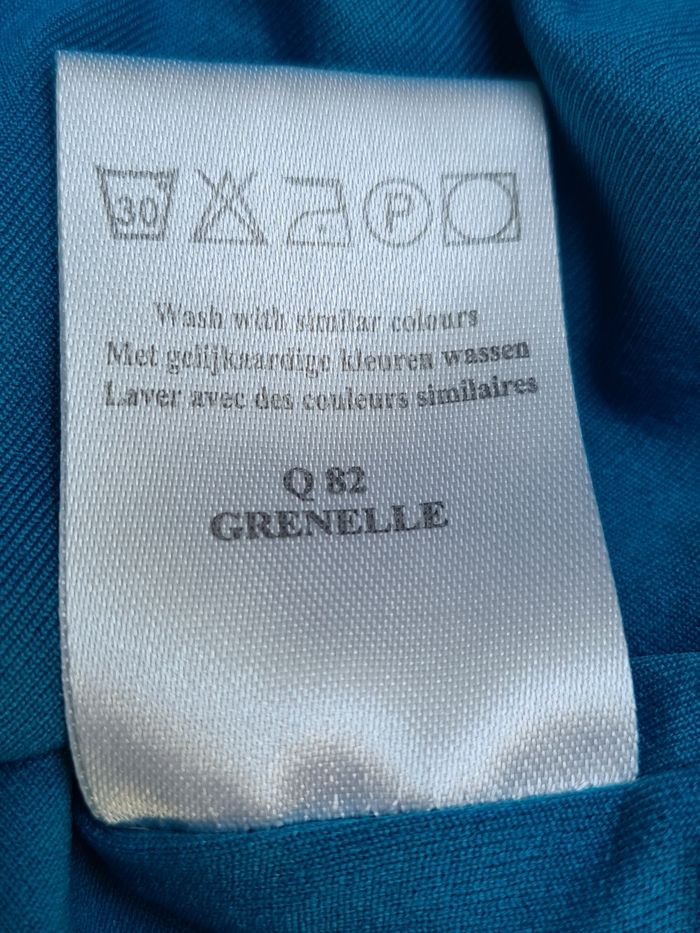 30° P
Wash with similar colours
Met gelijkaardige kleuren wassen
Laver avec des couleurs similaires
Q 82
GRENELLE